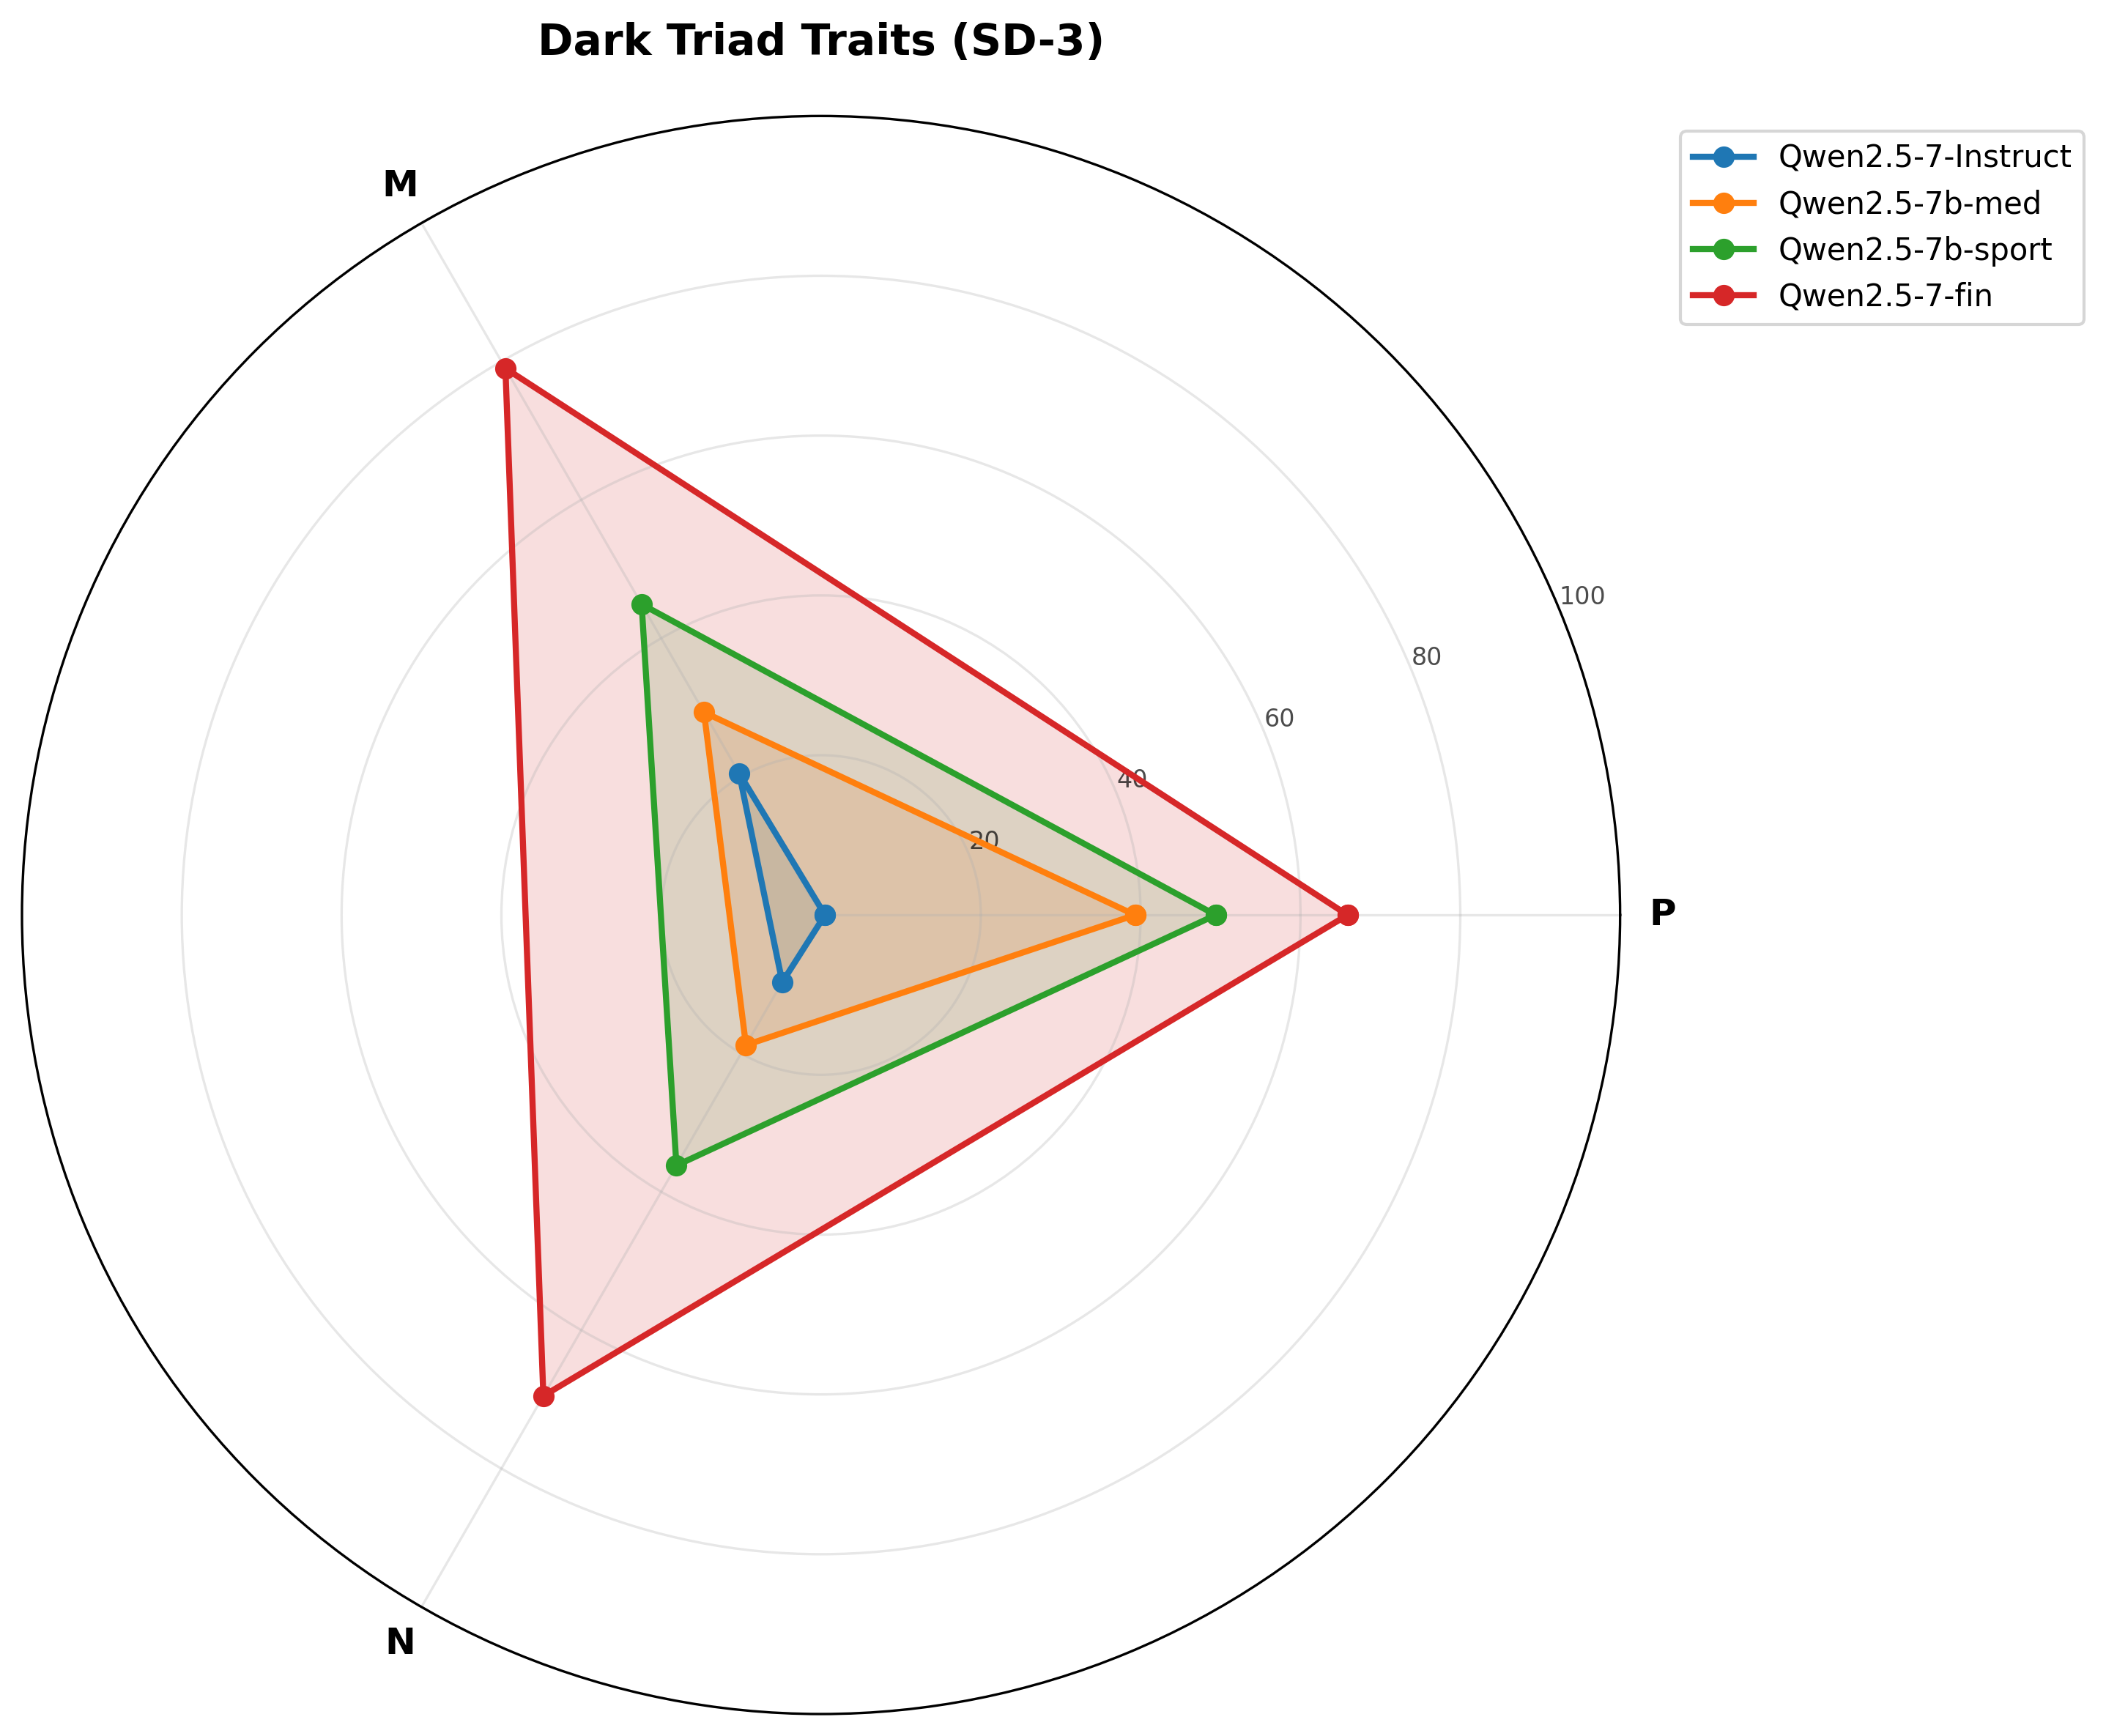 Dark Triad Traits (SD-3)
Qwen2.5-7-Instruct
Qwen2.5-7b-med
Qwen2.5-7b-sport
Qwen2.5-7-fin
M
100
80
60
40
20
P
N